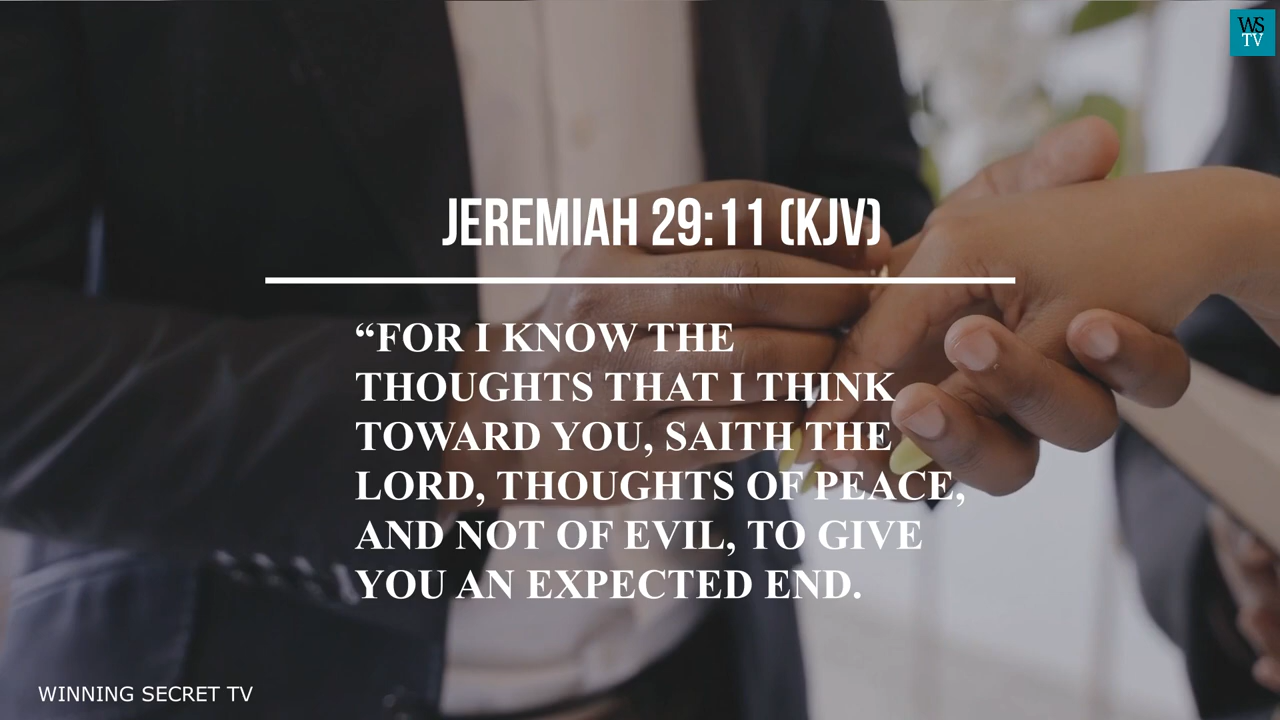 WS
TV
JEREMIAH 29:11 (KJV)
“FOR I KNOW THE
THOUGHTS THAT I THINK
TOWARD YOU, SAITH THE
LORD, THOUGHTS OF PEACE,
AND NOT OF EVIL, TO GIVE
YOU AN EXPECTED END.
WINNING SECRET TV